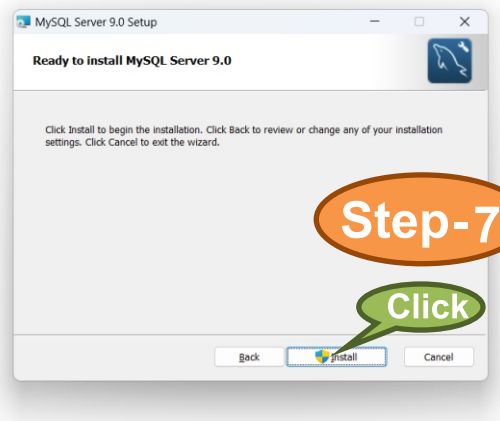 MySQL Server 9.0 Setup
Ready to install MySQL Server 9.0
Click Install to begin the installation. Click Back to review or change any of your installation
settings. Click Cancel to exit the wizard.
Step-7
Click
Back Install Cancel